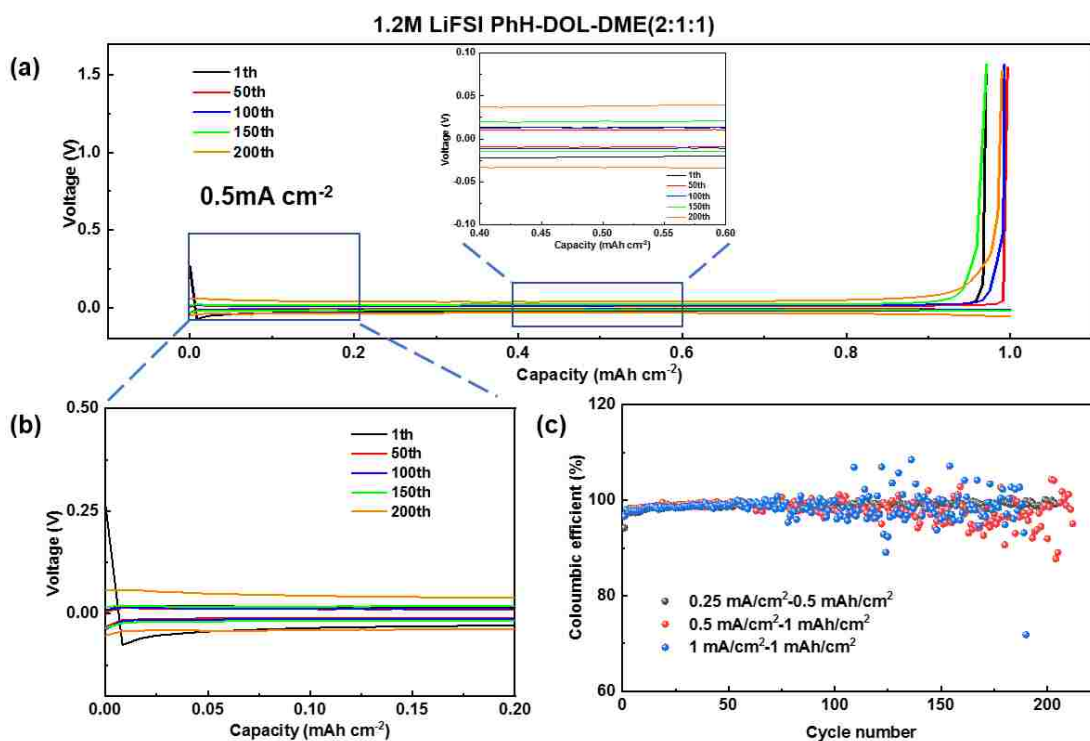 1.2M LiFSI PhH-DOL-DME(2:1:1)
(a)
1th
50th
100th
150th
200th
0.5mA cm-2
Voltage (V)
1.5
1.0
0.5
0.0
0.0 0.2 0.4 0.6 0.8 1.0
Capacity (mAh cm-2)
0.10
0.05
0.00
-0.05
-0.10
Voltage (V)
1th
50th
100th
150th
200th
0.40 0.45 0.50 0.55 0.60
Capacity (mAh cm-2)
(b)
0.50
0.25
0.00
Voltage (V)
1th
50th
100th
150th
200th
0.00 0.05 0.10 0.15 0.20
Capacity (mAh cm-2)
(c)
120
100
80
60
Coloumbic efficient (%)
0.25 mA/cm2-0.5 mAh/cm2
0.5 mA/cm2-1 mAh/cm2
1 mA/cm2-1 mAh/cm2
0 50 100 150 200
Cycle number